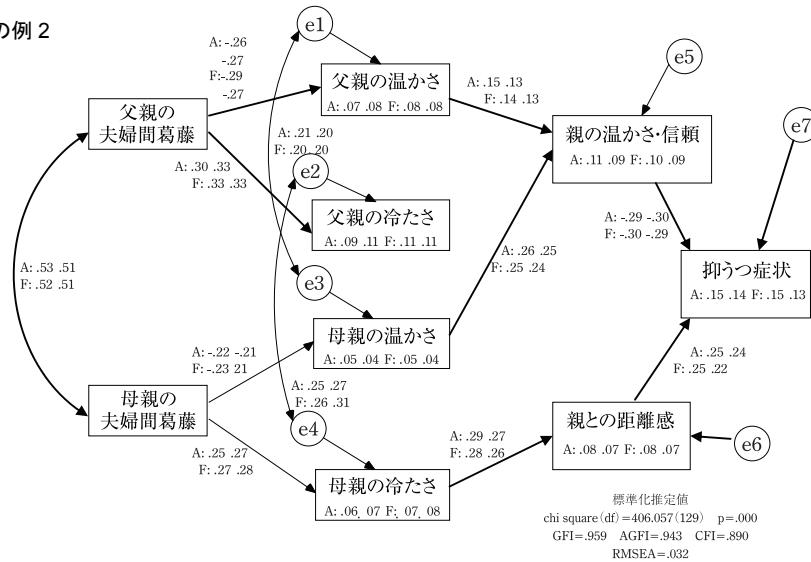 の例 2
e1
A: -.26
-.27
F:-.29
-.27
父親の温かさ
A: .07 .08 F: .08 .08
.15 .13
F: .14 .13
e5
e7
父親の
夫婦間葛藤
A: .21 .20
F: .20 .20
A: .30 .33
F: .33 .33
e2
親の温かさ・信頼
A: .11 .09 F: .10 .09
父親の冷たさ
A: .09 .11 F: .11 .11
A: -.29 -.30
F: -.30 -.29
A: .53 .51
F: .52 .51
A: .26 .25
F: .25 .24
e3
抑うつ症状
A: .15 .14 F: .15 .13
母親の温かさ
A: .05 .04 F: .05 .04
A: -.22 -.21
F: -.23 21
A: .25 .24
F: .25 .22
母親の
夫婦間葛藤
A: .25 .27
F: .26 .31
e4
親との距離感
A: .08 .07 F: .08 .07
e6
A: .25 .27
F: .27 .28
A: .29 .27
F: .28 .26
母親の冷たさ
A: .06 .07 F: .07 .08
標準化推定値
chi square(df)=406.057(129) p=.000
GFI=.959 AGFI=.943 CFI=.890
RMSEA=.032